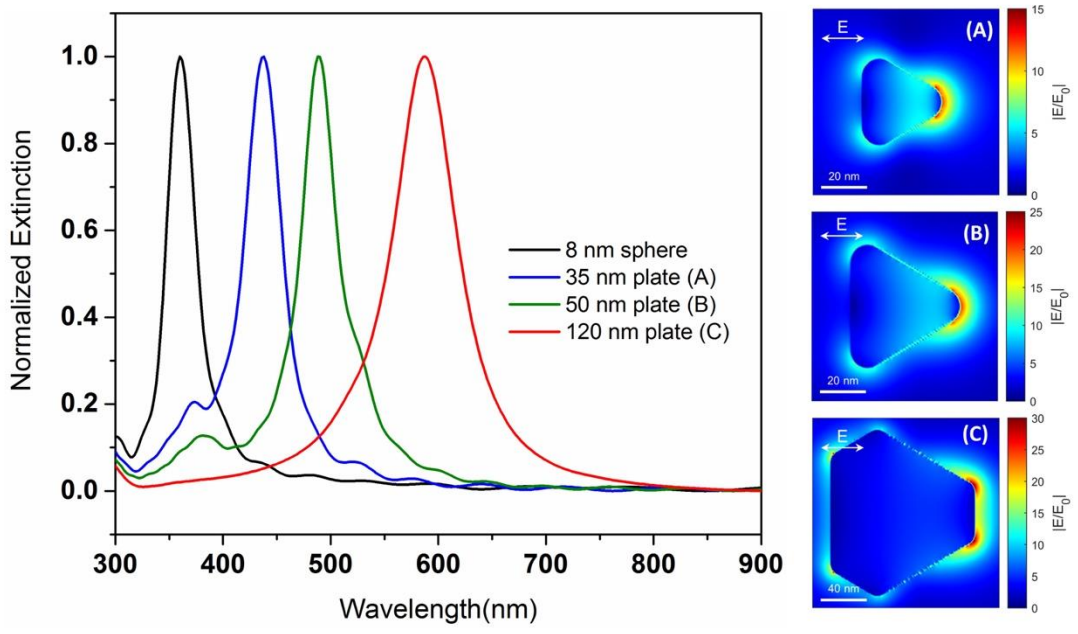 Normalized Extinction
1.0
0.8
0.6
0.4
0.2
0.0
300 400 500 600 700 800 900
Wavelength(nm)
8 nm sphere
35 nm plate (A)
50 nm plate (B)
120 nm plate (C)
E
(A)
20 nm
15
10
5
0
|E/E₀|
E
(B)
20 nm
25
20
15
10
5
0
|E/E₀|
E
(C)
40 nm
30
25
20
15
10
5
0
|E/E₀|